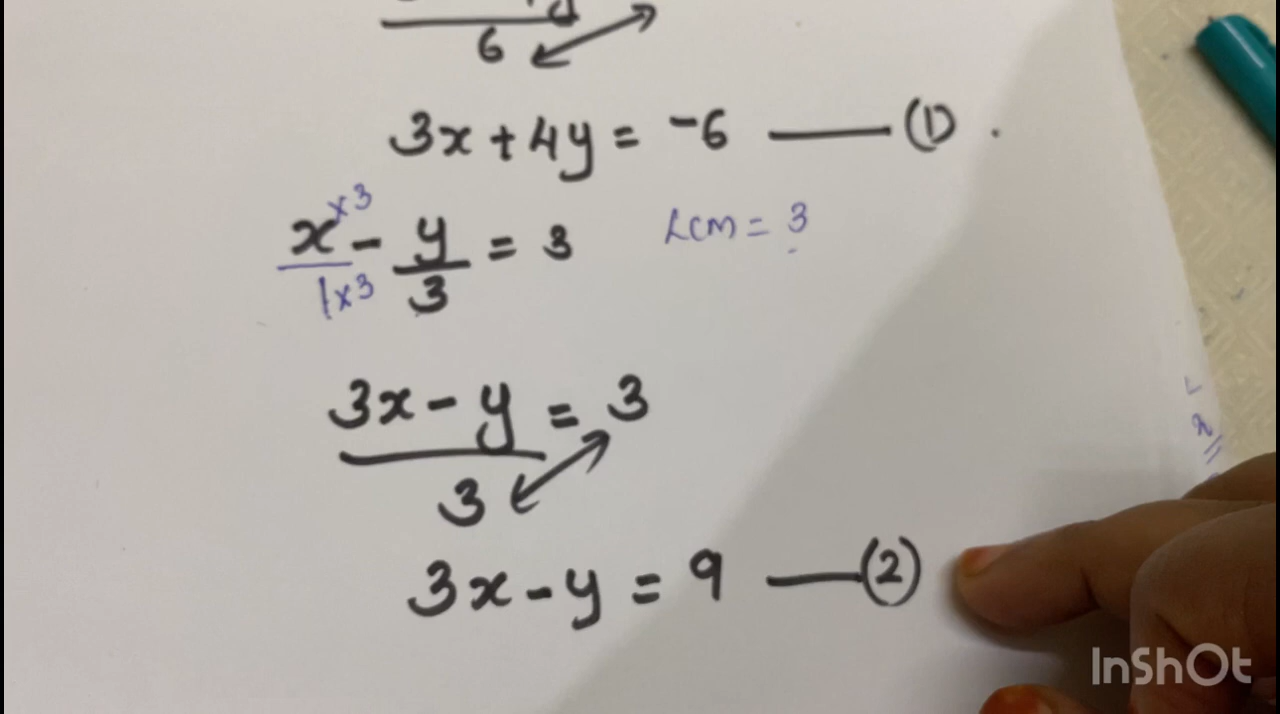 6
3x + 4y = -6 —— (1) .
x×3/1×3 - y/3 = 3 LCM = 3
3x - y/3 = 3
3x - y = 9 —— (2)
InShOt